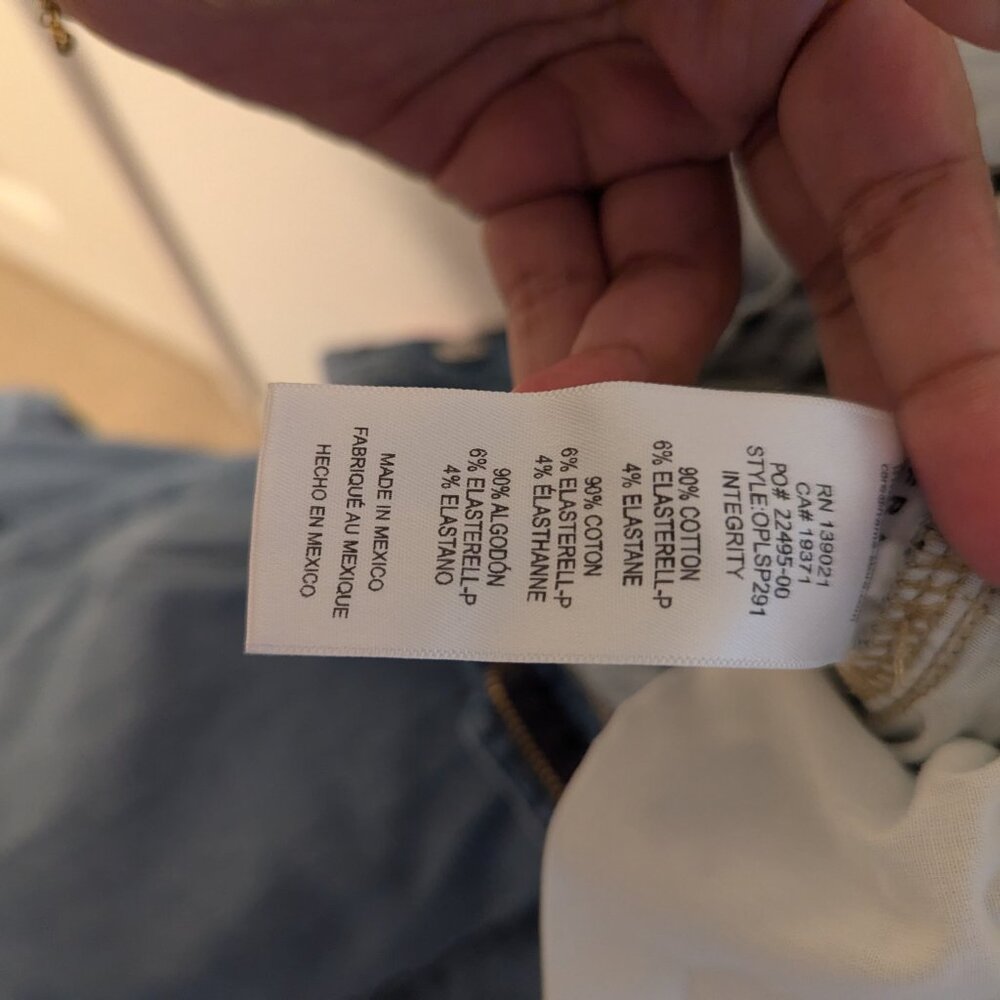 RN 139021
CA# 19371
PO# 22495-00
STYLE:OPLSP291
INTEGRITY
90% COTTON
6% ELASTERELL-P
4% ELASTANE
90% COTON
6% ELASTERELL-P
4% ÉLASTHANNE
90% ALGODÓN
6% ELASTERELL-P
4% ELASTANO
MADE IN MEXICO
FABRIQUÉ AU MEXIQUE
HECHO EN MEXICO